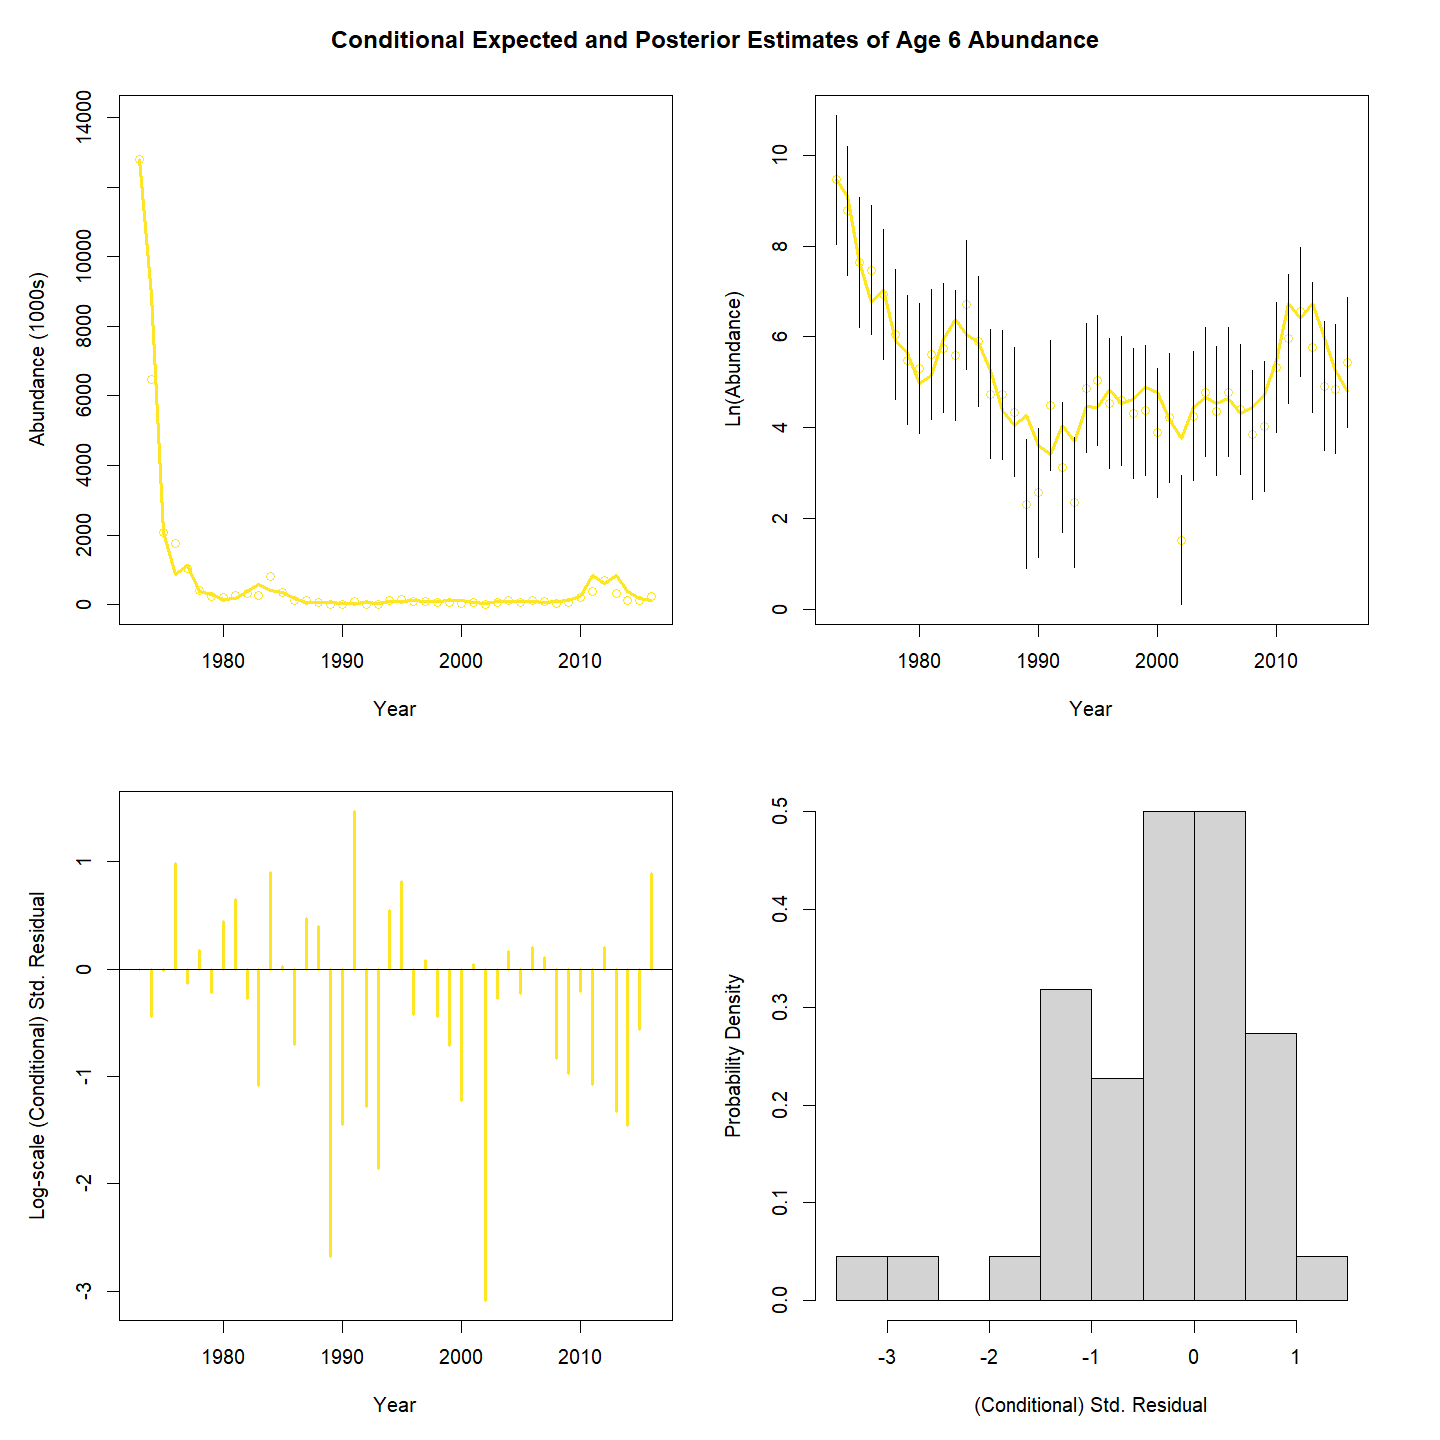 Conditional Expected and Posterior Estimates of Age 6 Abundance
Abundance (1000s)
14000
10000
8000
6000
4000
2000
0
1980 1990 2000 2010
Year
Ln(Abundance)
10
8
6
4
2
0
1980 1990 2000 2010
Year
Log-scale (Conditional) Std. Residual
1
0
-1
-2
-3
1980 1990 2000 2010
Year
Probability Density
0.5
0.4
0.3
0.2
0.1
0.0
-3 -2 -1 0 1
(Conditional) Std. Residual